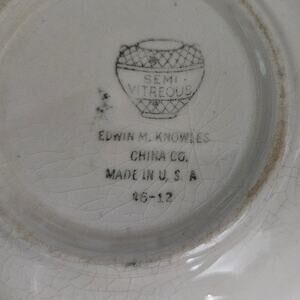 SEMI-
VITREOUS
EDWIN M. KNOWLES
CHINA CO.
MADE IN U.S.A
46-12